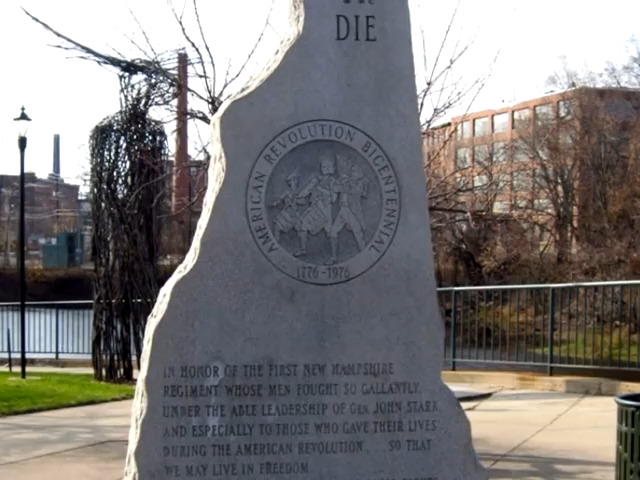 DIE
AMERICAN REVOLUTION BICENTENNIAL
1776-1976
IN HONOR OF THE FIRST NEW HAMPSHIRE
REGIMENT WHOSE MEN FOUGHT SO GALLANTLY,
UNDER THE ABLE LEADERSHIP OF GEN. JOHN STARK
AND ESPECIALLY TO THOSE WHO GAVE THEIR LIVES
DURING THE AMERICAN REVOLUTION.... SO THAT
WE MAY LIVE IN FREEDOM